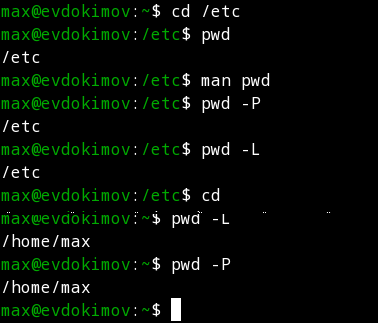 max@evdokimov:~$ cd /etc
max@evdokimov:/etc$ pwd
/etc
max@evdokimov:/etc$ man pwd
max@evdokimov:/etc$ pwd -P
/etc
max@evdokimov:/etc$ pwd -L
/etc
max@evdokimov:/etc$ cd
max@evdokimov:~$ pwd -L
/home/max
max@evdokimov:~$ pwd -P
/home/max
max@evdokimov:~$